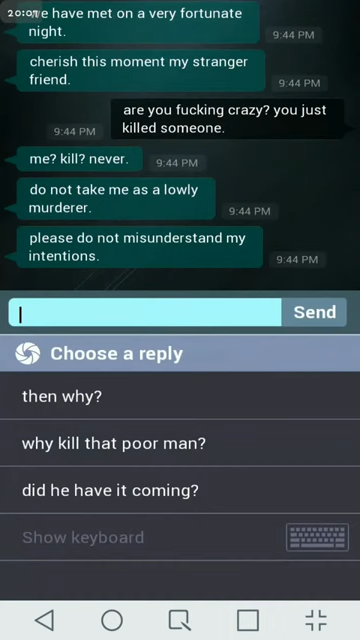 20:07
we have met on a very fortunate
night.
9:44 PM
cherish this moment my stranger
friend.
9:44 PM
are you fucking crazy? you just
killed someone.
9:44 PM
me? kill? never.
9:44 PM
do not take me as a lowly
murderer.
9:44 PM
please do not misunderstand my
intentions.
9:44 PM
Send
Choose a reply
then why?
why kill that poor man?
did he have it coming?
Show keyboard